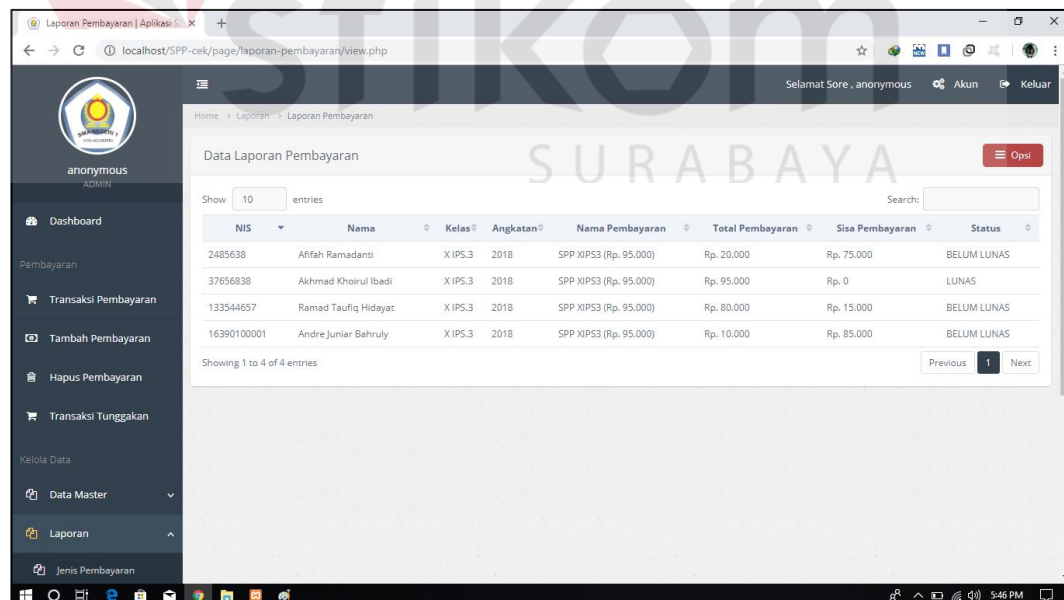 stikom
SURABAYA
Laporan Pembayaran | Aplikasi S
localhost/SPP-cek/page/laporan-pembayaran/view.php
SMA NEGERI 1
anonymous
ADMIN
Dashboard
Pembayaran
Transaksi Pembayaran
Tambah Pembayaran
Hapus Pembayaran
Transaksi Tunggakan
Kelola Data
Data Master
Laporan
Jenis Pembayaran
Selamat Sore , anonymous Akun Keluar
Home > Laporan > Laporan Pembayaran
Data Laporan Pembayaran
Opsi
Show 10 entries Search:
NIS Nama Kelas Angkatan Nama Pembayaran Total Pembayaran Sisa Pembayaran Status
2485638 Afifah Ramadanti X IPS.3 2018 SPP XIPS3 (Rp. 95.000) Rp. 20.000 Rp. 75.000 BELUM LUNAS
37656838 Akhmad Khoirul Ibadi X IPS.3 2018 SPP XIPS3 (Rp. 95.000) Rp. 95.000 Rp. 0 LUNAS
133544657 Ramad Taufiq Hidayat X IPS.3 2018 SPP XIPS3 (Rp. 95.000) Rp. 80.000 Rp. 15.000 BELUM LUNAS
16390100001 Andre Juniar Bahruly X IPS.3 2018 SPP XIPS3 (Rp. 95.000) Rp. 10.000 Rp. 85.000 BELUM LUNAS
Showing 1 to 4 of 4 entries
Previous 1 Next
5:46 PM